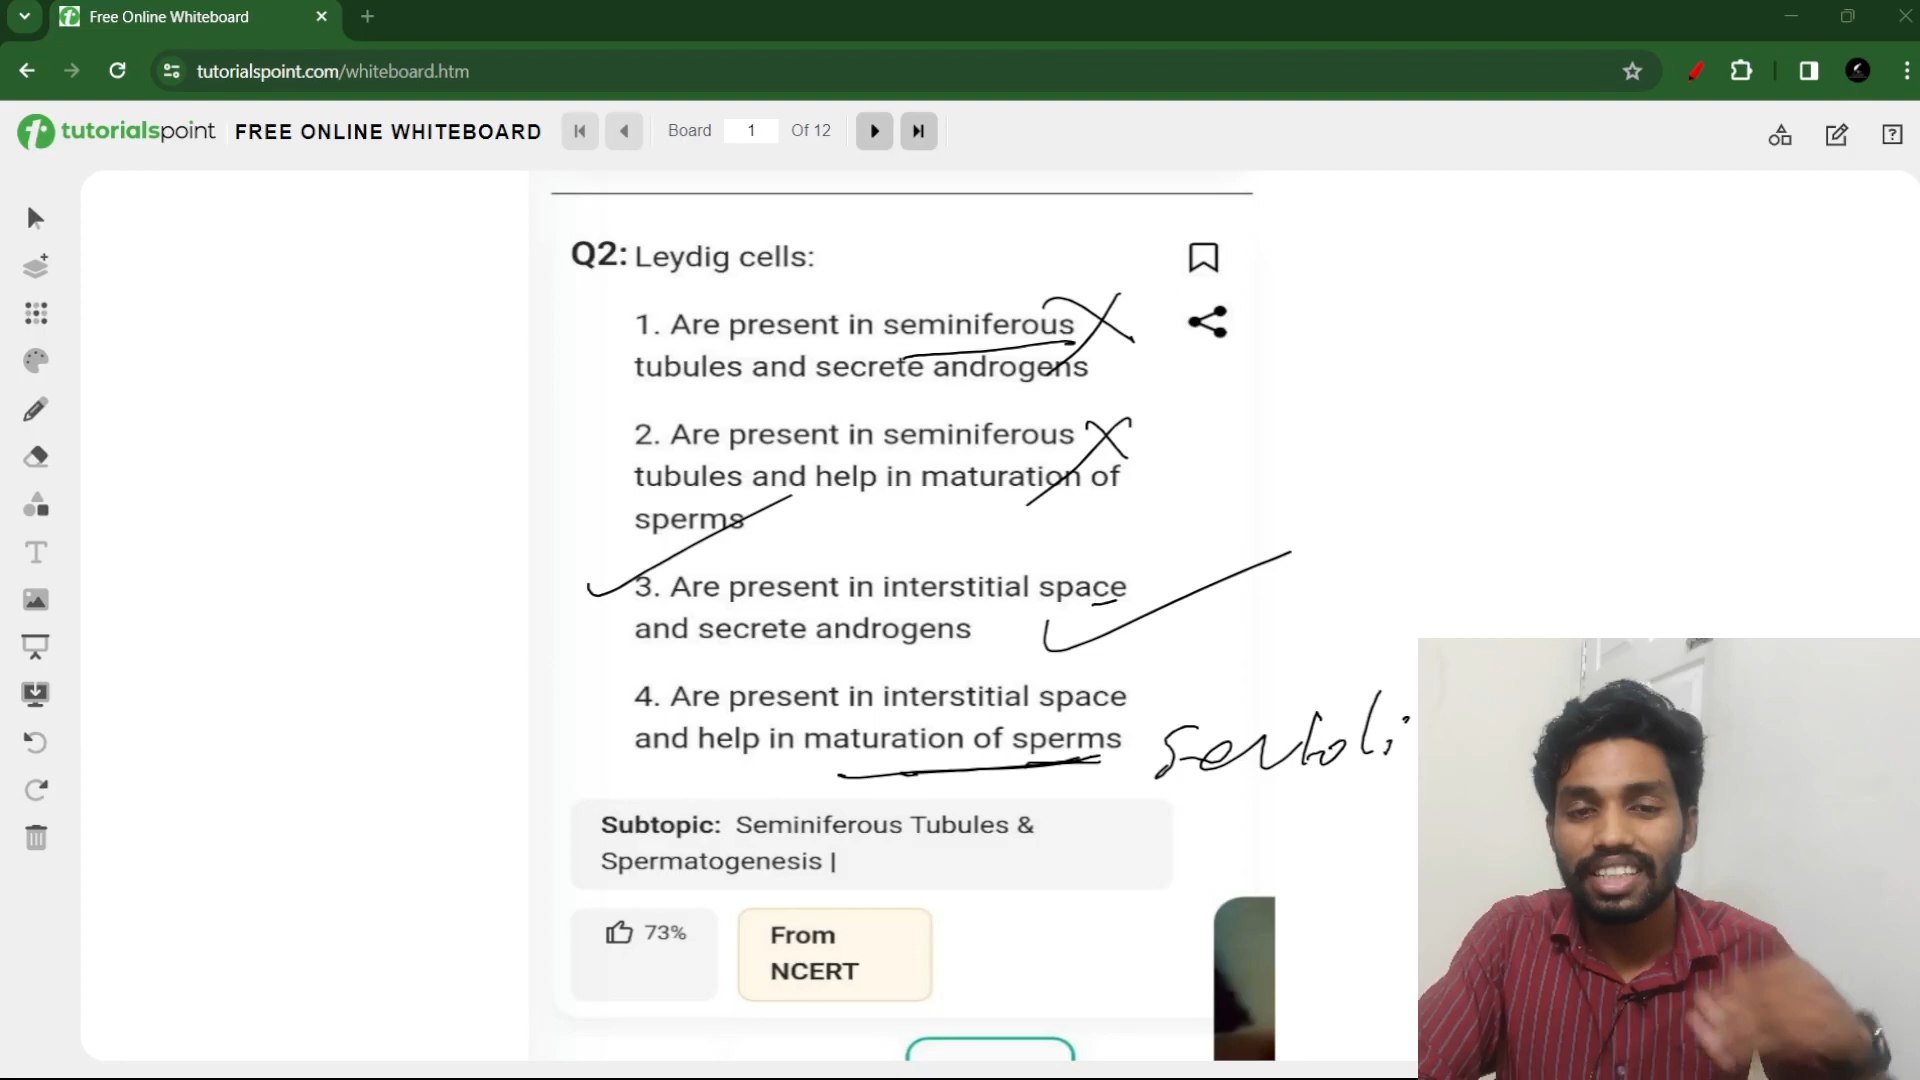 Free Online Whiteboard
tutorialspoint.com/whiteboard.htm
tutorialspoint FREE ONLINE WHITEBOARD Board 1 Of 12
Q2: Leydig cells:
1. Are present in seminiferous
tubules and secrete androgens
2. Are present in seminiferous
tubules and help in maturation of
sperms
3. Are present in interstitial space
and secrete androgens
4. Are present in interstitial space
and help in maturation of sperms
Sertoli
Subtopic: Seminiferous Tubules &
Spermatogenesis |
73%
From
NCERT